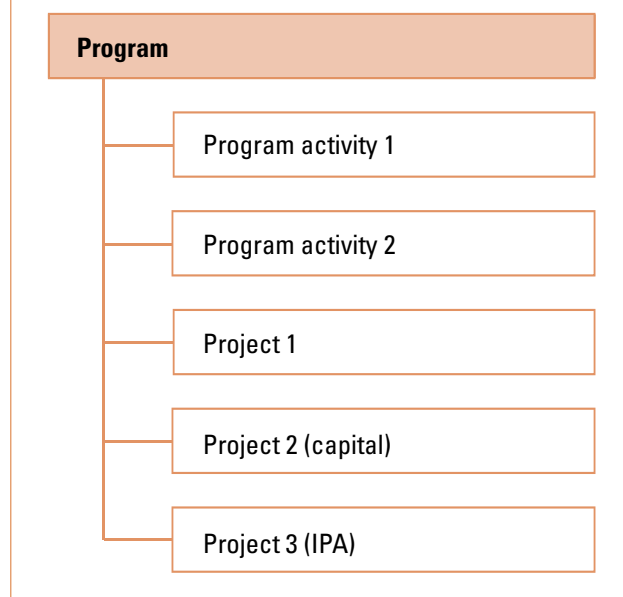 Program
Program activity 1
Program activity 2
Project 1
Project 2 (capital)
Project 3 (IPA)